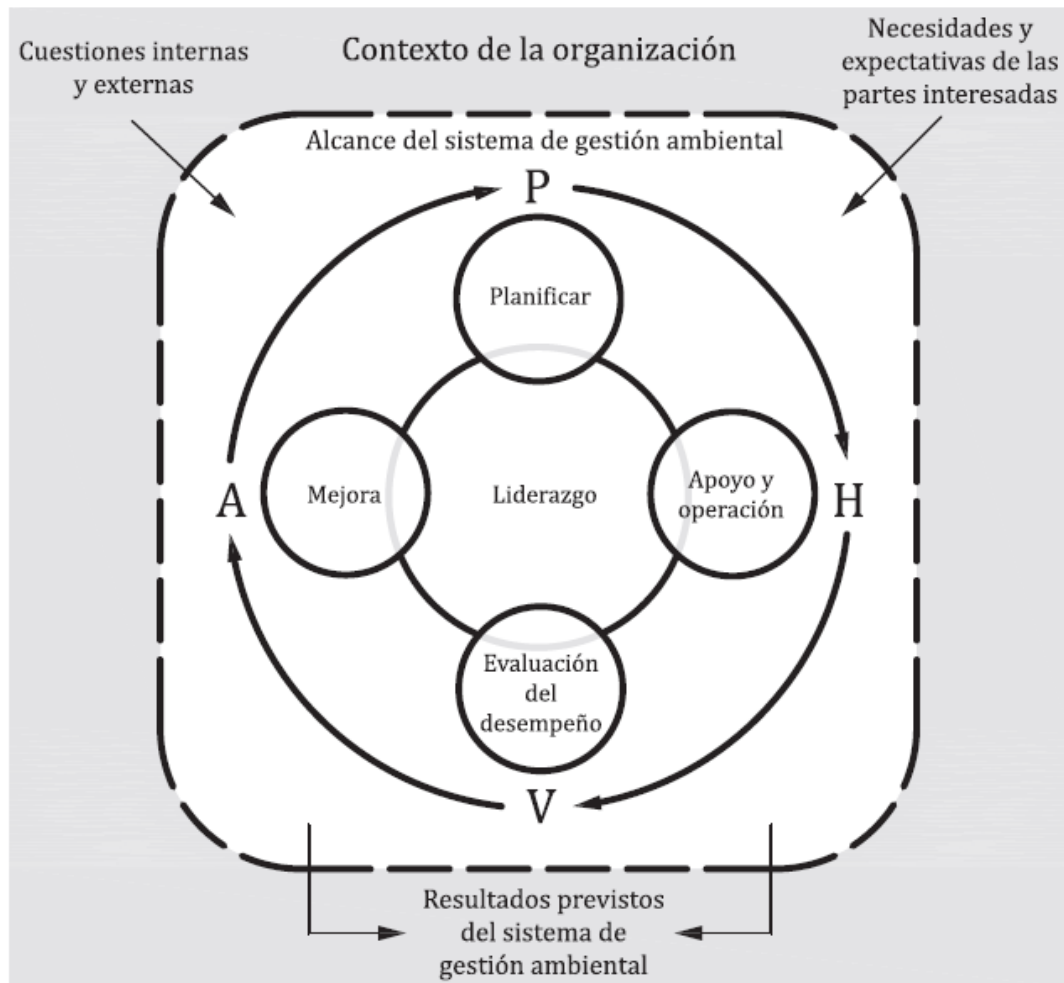 Cuestiones internas
y externas
Contexto de la organización
Necesidades y
expectativas de las
partes interesadas
Alcance del sistema de gestión ambiental
P
Planificar
A
Mejora
Liderazgo
Apoyo y
operación
H
Evaluación
del
desempeño
V
Resultados previstos
del sistema de
gestión ambiental